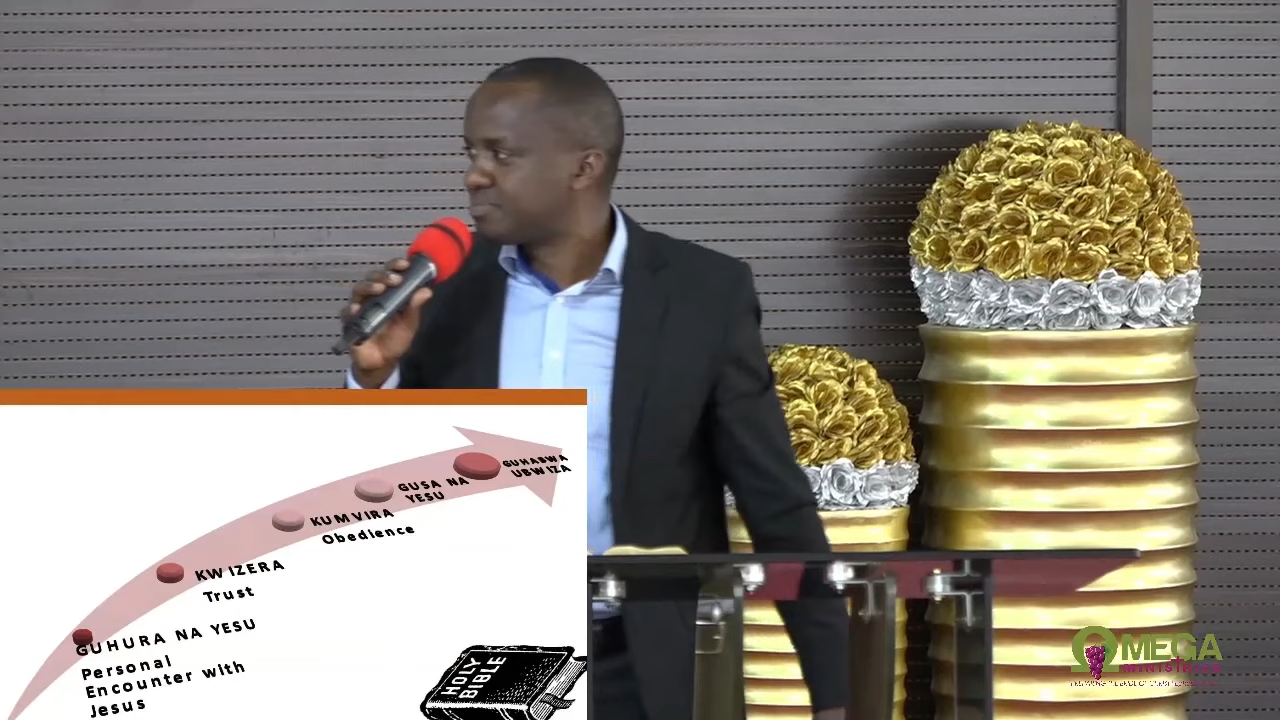 GUHABWA
UBWIZA
GUSA NA
YESU
KUMVIRA
Obedience
KWIZERA
Trust
GUHURA NA YESU
Personal
Encounter with
Jesus
HOLY
BIBLE
OMEGA
MINISTRIES